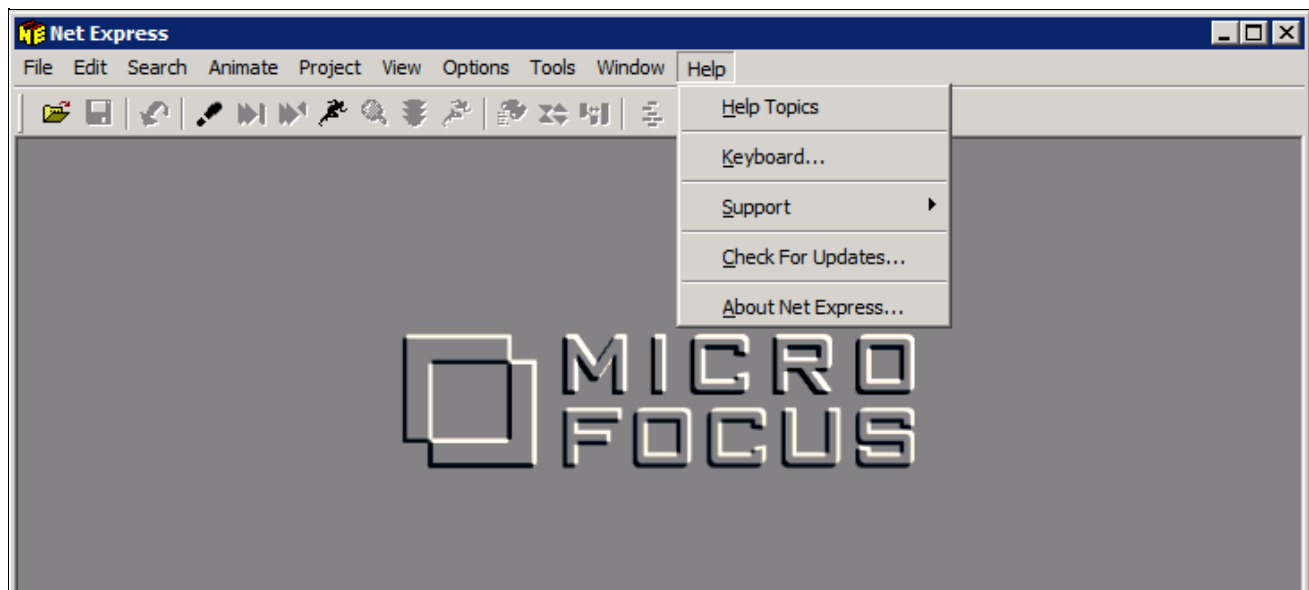 Net Express
File Edit Search Animate Project View Options Tools Window Help
Help Topics
Keyboard...
Support
Check For Updates...
About Net Express...
MICRO
FOCUS